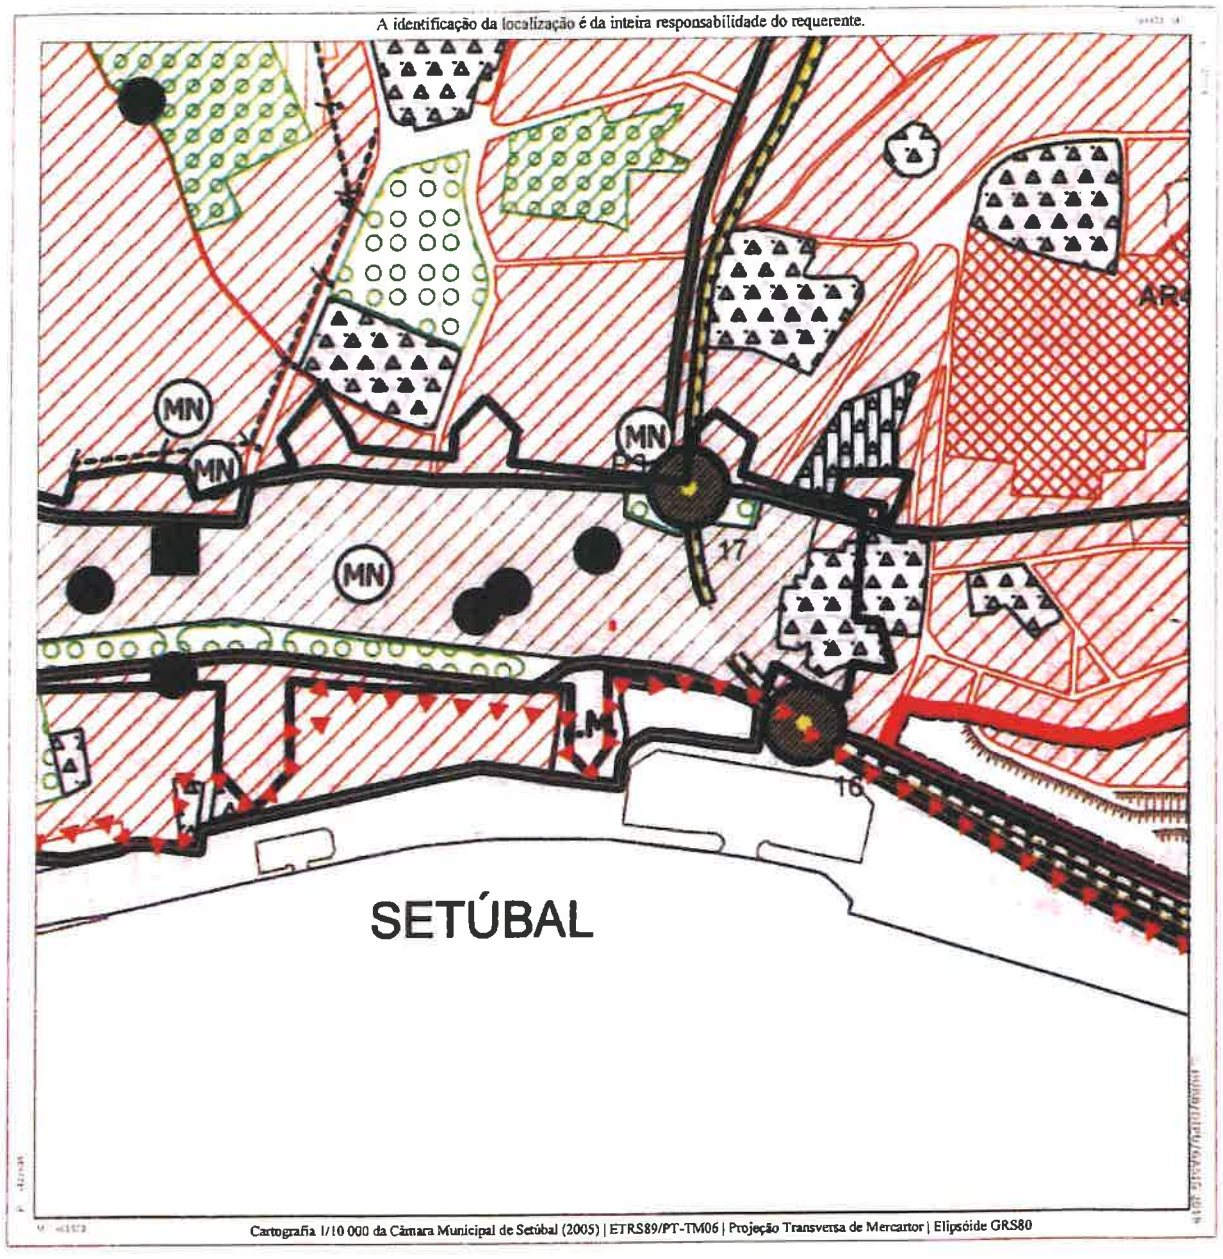 A identificação da localização é da inteira responsabilidade do requerente.
MN
MN
MN
MN
17
16
SETÚBAL
Cartografia 1/10 000 da Câmara Municipal de Setúbal (2005) | ETRS89/PT-TM06 | Projeção Transversa de Mercartor | Elipsóide GRS80